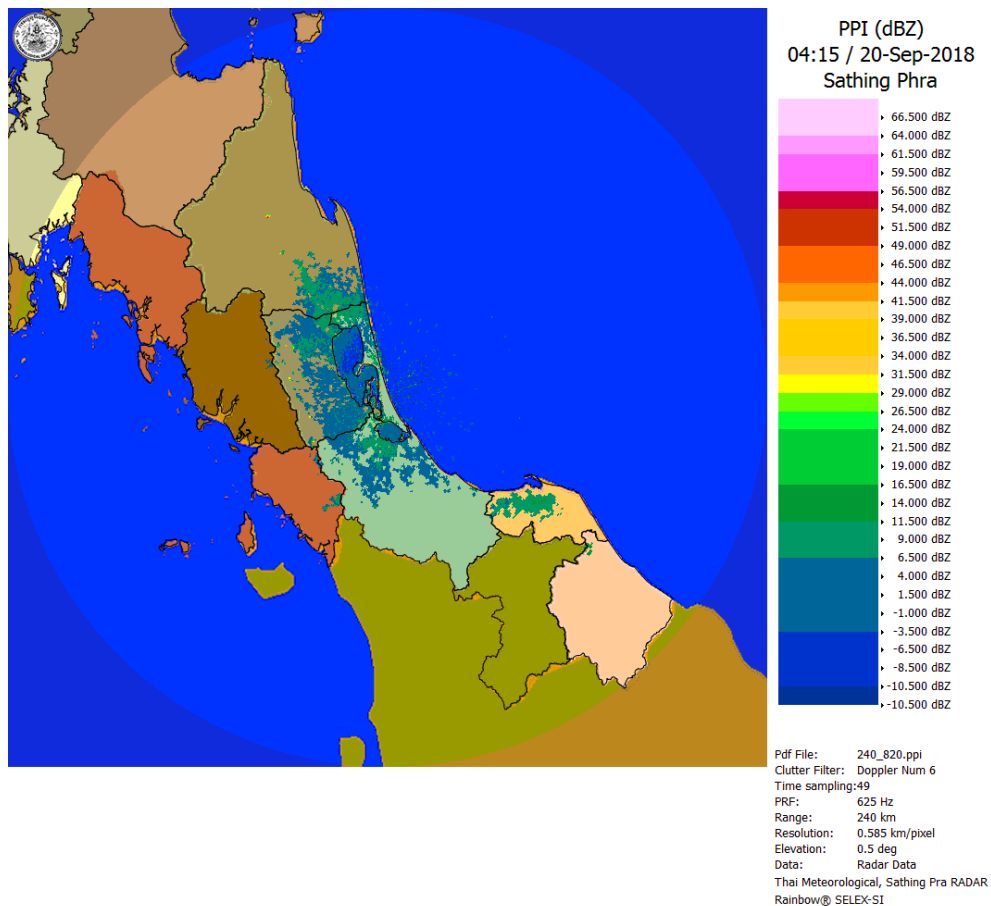 PPI (dBZ)
04:15 / 20-Sep-2018
Sathing Phra
66.500 dBZ
64.000 dBZ
61.500 dBZ
59.500 dBZ
56.500 dBZ
54.000 dBZ
51.500 dBZ
49.000 dBZ
46.500 dBZ
44.000 dBZ
41.500 dBZ
39.000 dBZ
36.500 dBZ
34.000 dBZ
31.500 dBZ
29.000 dBZ
26.500 dBZ
24.000 dBZ
21.500 dBZ
19.000 dBZ
16.500 dBZ
14.000 dBZ
11.500 dBZ
9.000 dBZ
6.500 dBZ
4.000 dBZ
1.500 dBZ
-1.000 dBZ
-3.500 dBZ
-6.500 dBZ
-8.500 dBZ
-10.500 dBZ
-10.500 dBZ
Pdf File: 240_820.ppi
Clutter Filter: Doppler Num 6
Time sampling:49
PRF: 625 Hz
Range: 240 km
Resolution: 0.585 km/pixel
Elevation: 0.5 deg
Data: Radar Data
Thai Meteorological, Sathing Pra RADAR
Rainbow® SELEX-SI